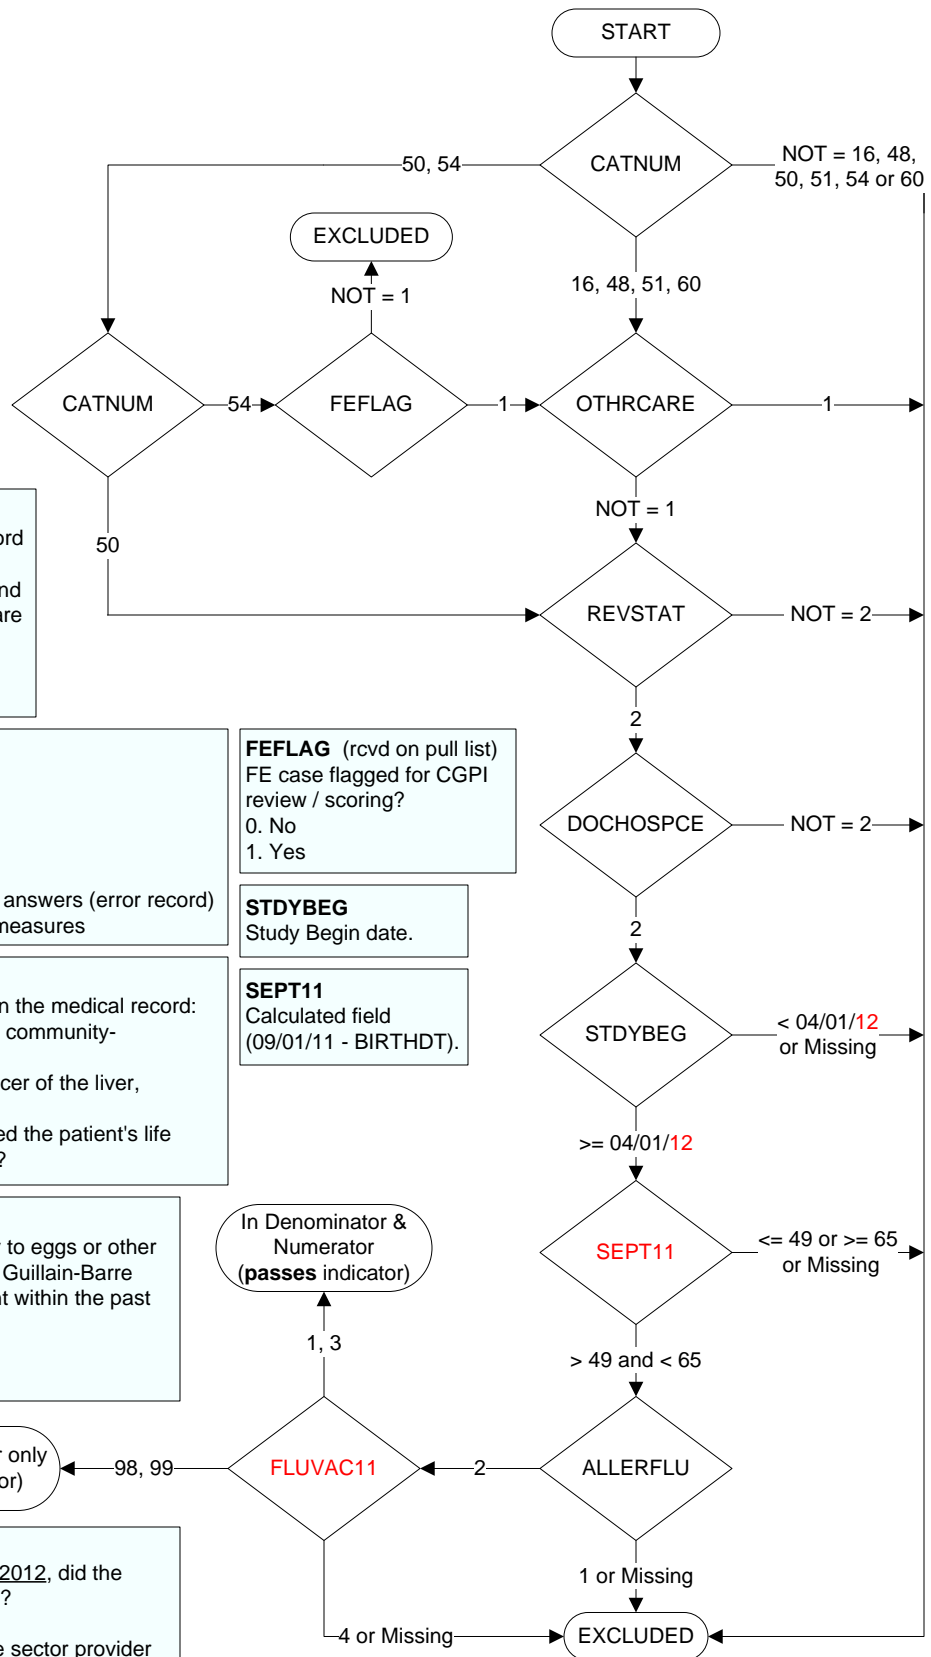 START
CATNUM
50, 54
NOT = 16, 48,
50, 51, 54 or 60
EXCLUDED
NOT = 1
16, 48, 51, 60
CATNUM
54
FEFLAG
1
OTHRCARE
1
NOT = 1
50
ord
nd
are
REVSTAT
NOT = 2
2
answers (error record)
measures
FEFLAG (rcvd on pull list)
FE case flagged for CGPI
review / scoring?
0. No
1. Yes
DOCHOSPCE
NOT = 2
2
STDYBEG
Study Begin date.
n the medical record:
community-
cer of the liver,
ed the patient's life
?
SEPT11
Calculated field
(09/01/11 - BIRTHDT).
STDYBEG
< 04/01/12
or Missing
>= 04/01/12
to eggs or other
Guillain-Barre
nt within the past
In Denominator &
Numerator
(passes indicator)
SEPT11
<= 49 or >= 65
or Missing
1, 3
> 49 and < 65
r only
or)
98, 99
FLUVAC11
2
ALLERFLU
2012, did the
?
e sector provider
1 or Missing
4 or Missing
EXCLUDED